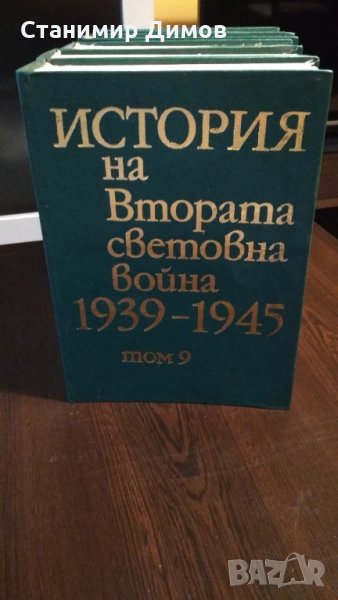 Станимир Димов
ИСТОРИЯ
на
Втората
световна
война
1939-1945
том 9
BAZAR